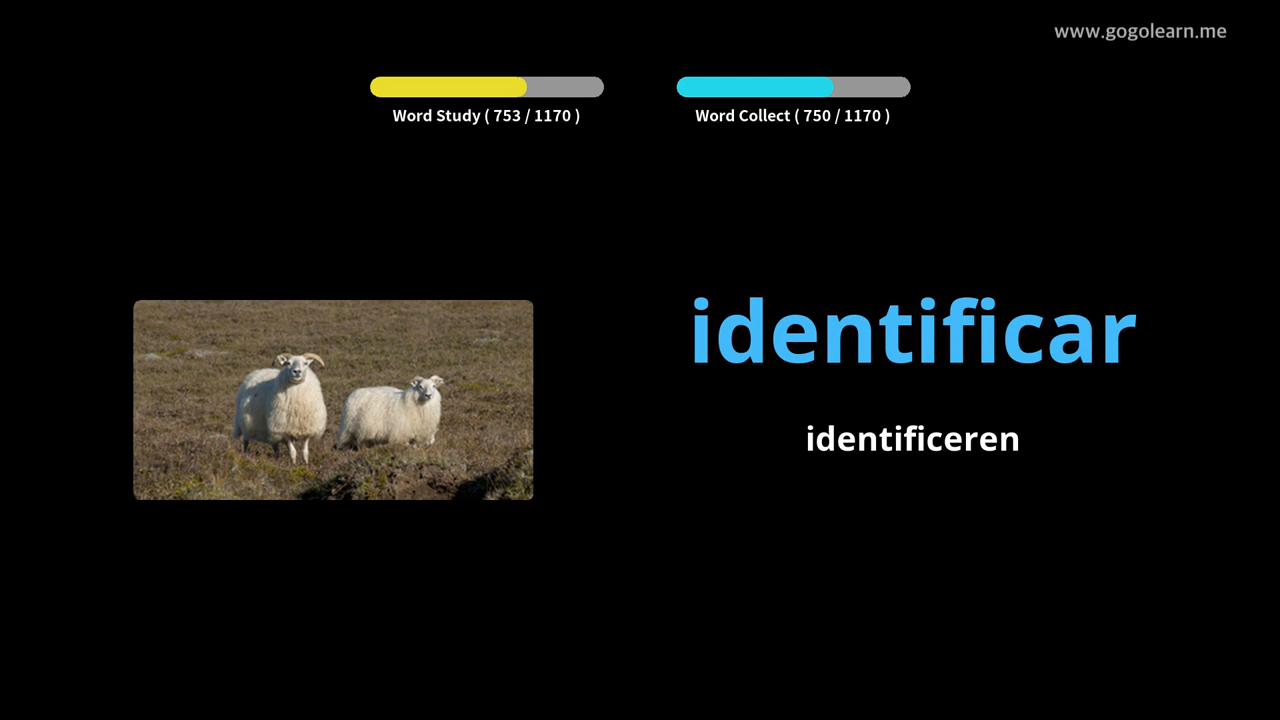 www.gogolearn.me
Word Study ( 753 / 1170 )
Word Collect ( 750 / 1170 )
identificar
identificeren